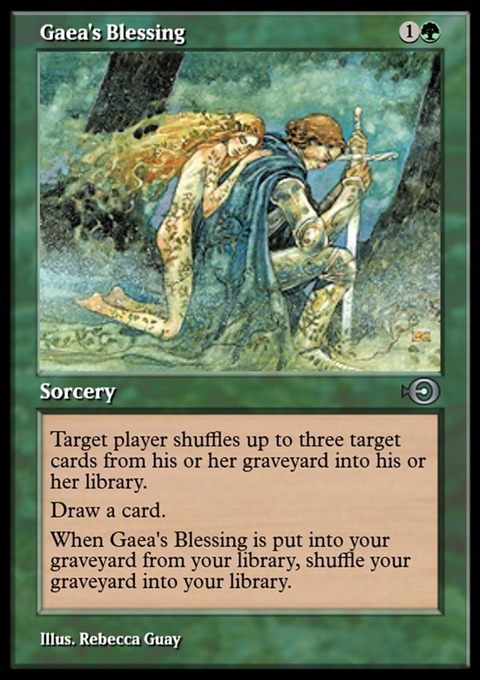 Gaea's Blessing
1
Sorcery
Target player shuffles up to three target
cards from his or her graveyard into his or
her library.
Draw a card.
When Gaea's Blessing is put into your
graveyard from your library, shuffle your
graveyard into your library.
Illus. Rebecca Guay